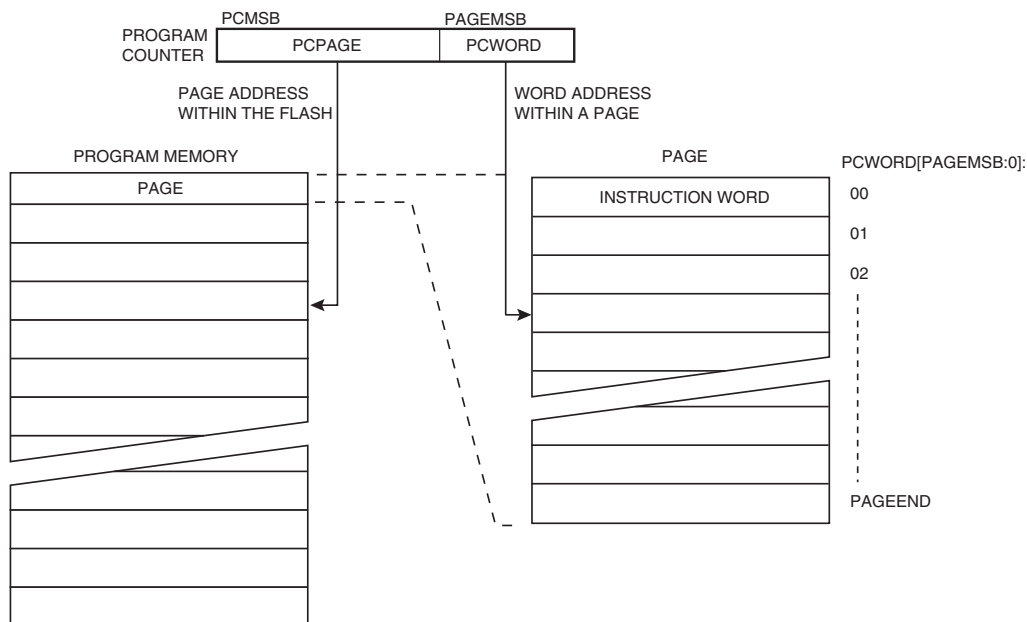 PCMSB
PAGEMSB
PROGRAM
COUNTER
PCPAGE
PCWORD
PAGE ADDRESS
WITHIN THE FLASH
WORD ADDRESS
WITHIN A PAGE
PROGRAM MEMORY
PAGE
PAGE
INSTRUCTION WORD
PCWORD[PAGEMSB:0]:
00
01
02
PAGEEND